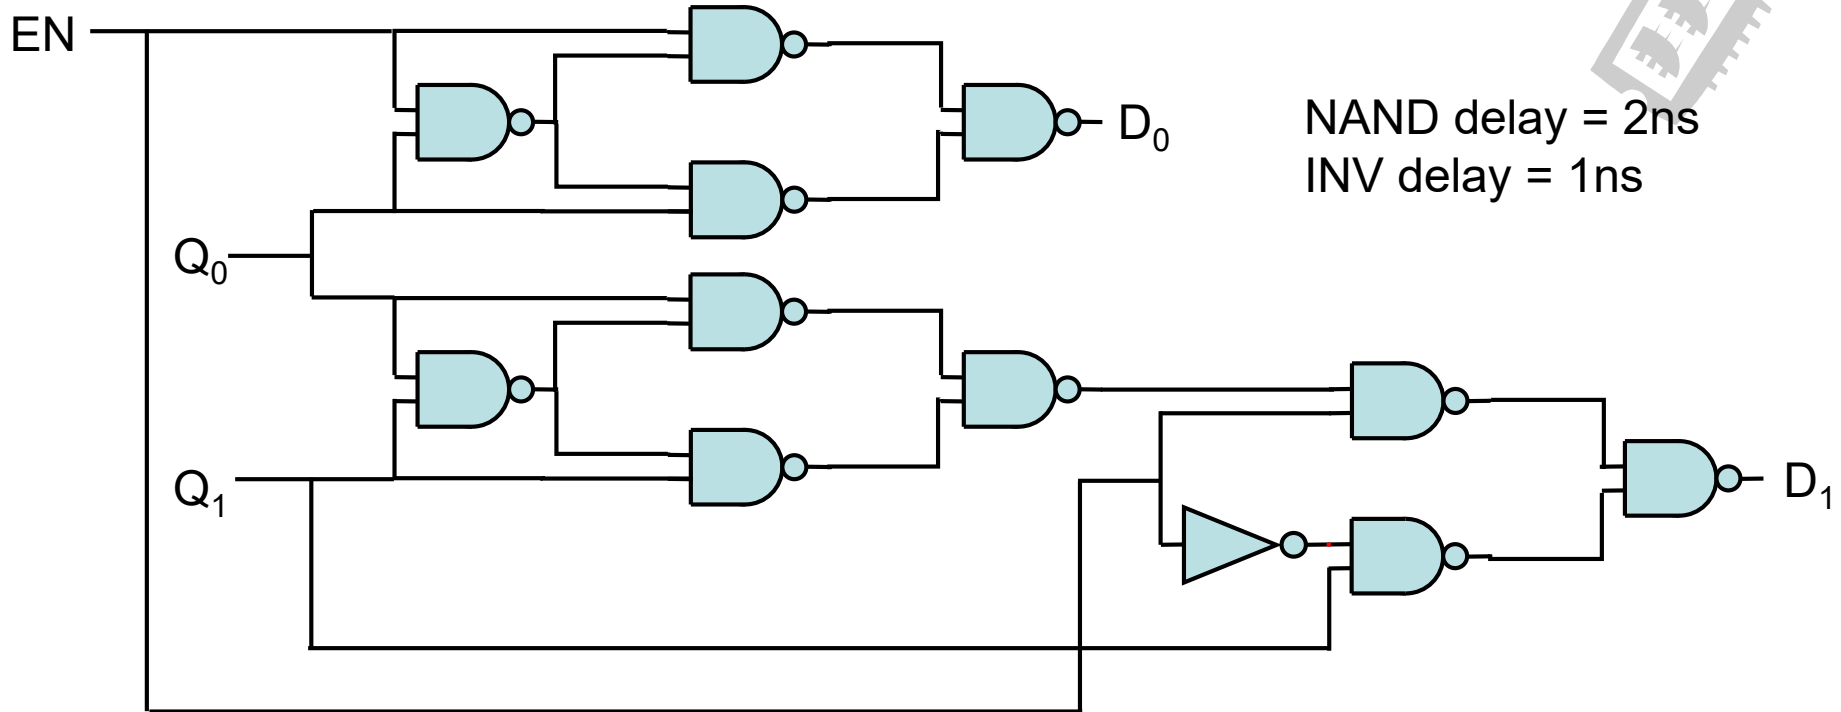 EN
D₀
NAND delay = 2ns
INV delay = 1ns
Q₀
Q₁
D₁